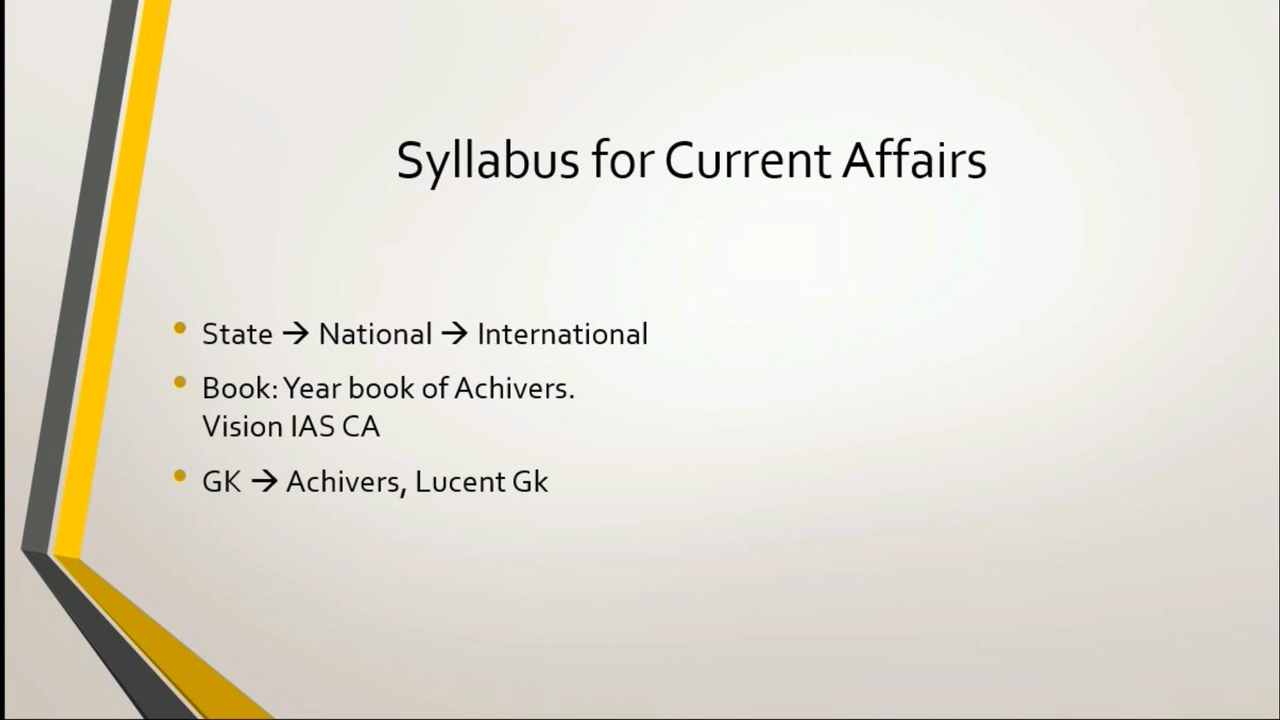 Syllabus for Current Affairs
• State → National → International
• Book: Year book of Achivers.
Vision IAS CA
• GK → Achivers, Lucent Gk